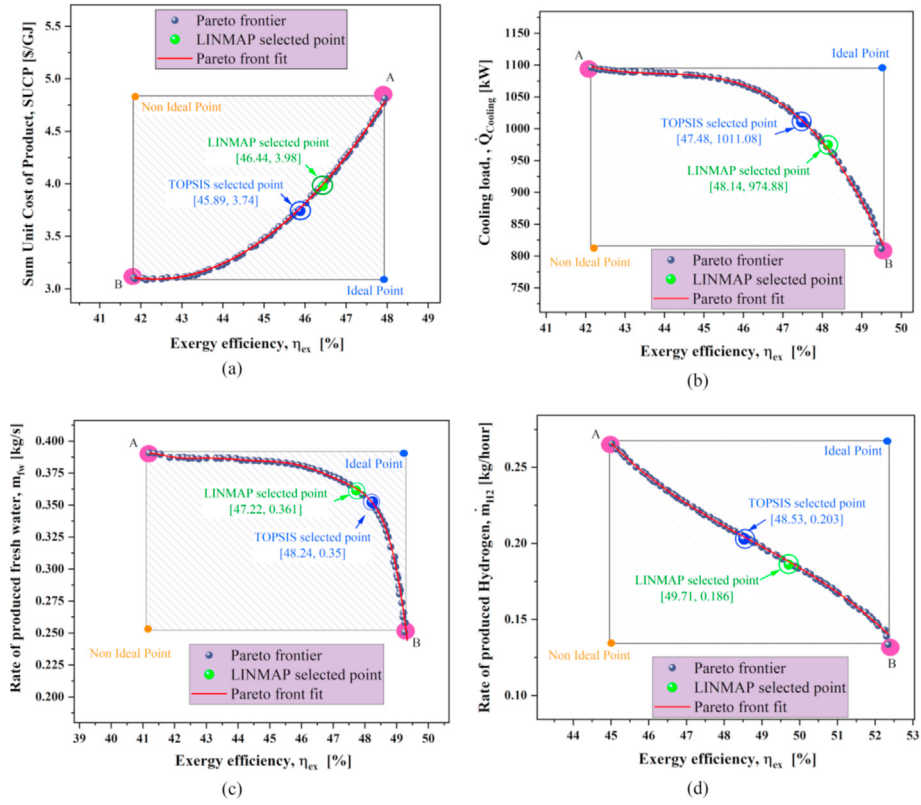 (a)
Pareto frontier
LINMAP selected point
Pareto front fit
Sum Unit Cost of Product, SUCP [$/GJ]
5.0
4.5
4.0
3.5
3.0
A
Non Ideal Point
LINMAP selected point
[46.44, 3.98]
TOPSIS selected point
[45.89, 3.74]
B
Ideal Point
41 42 43 44 45 46 47 48 49
Exergy efficiency, η_ex [%]
(a)
Cooling load, , Q̇_Cooling [kW]
1150
1100
1050
1000
950
900
850
800
750
A
Ideal Point
TOPSIS selected point
[47.48, 1011.08]
LINMAP selected point
[48.14, 974.88]
Non Ideal Point
B
Pareto frontier
LINMAP selected point
Pareto front fit
41 42 43 44 45 46 47 48 49 50
Exergy efficiency, η_ex [%]
(b)
Rate of produced fresh water, m_fw [kg/s]
0.400
0.375
0.350
0.325
0.300
0.275
0.250
0.225
0.200
A
Ideal Point
LINMAP selected point
[47.22, 0.361]
TOPSIS selected point
[48.24, 0.35]
Non Ideal Point
B
Pareto frontier
LINMAP selected point
Pareto front fit
39 40 41 42 43 44 45 46 47 48 49 50
Exergy efficiency, η_ex [%]
(c)
Rate of produced Hydrogen, ṁ_H2 [kg/hour]
0.25
0.20
0.15
0.10
A
Ideal Point
TOPSIS selected point
[48.53, 0.203]
LINMAP selected point
[49.71, 0.186]
Non Ideal Point
B
Pareto frontier
LINMAP selected point
Pareto front fit
44 45 46 47 48 49 50 51 52 53
Exergy efficiency, η_ex [%]
(d)